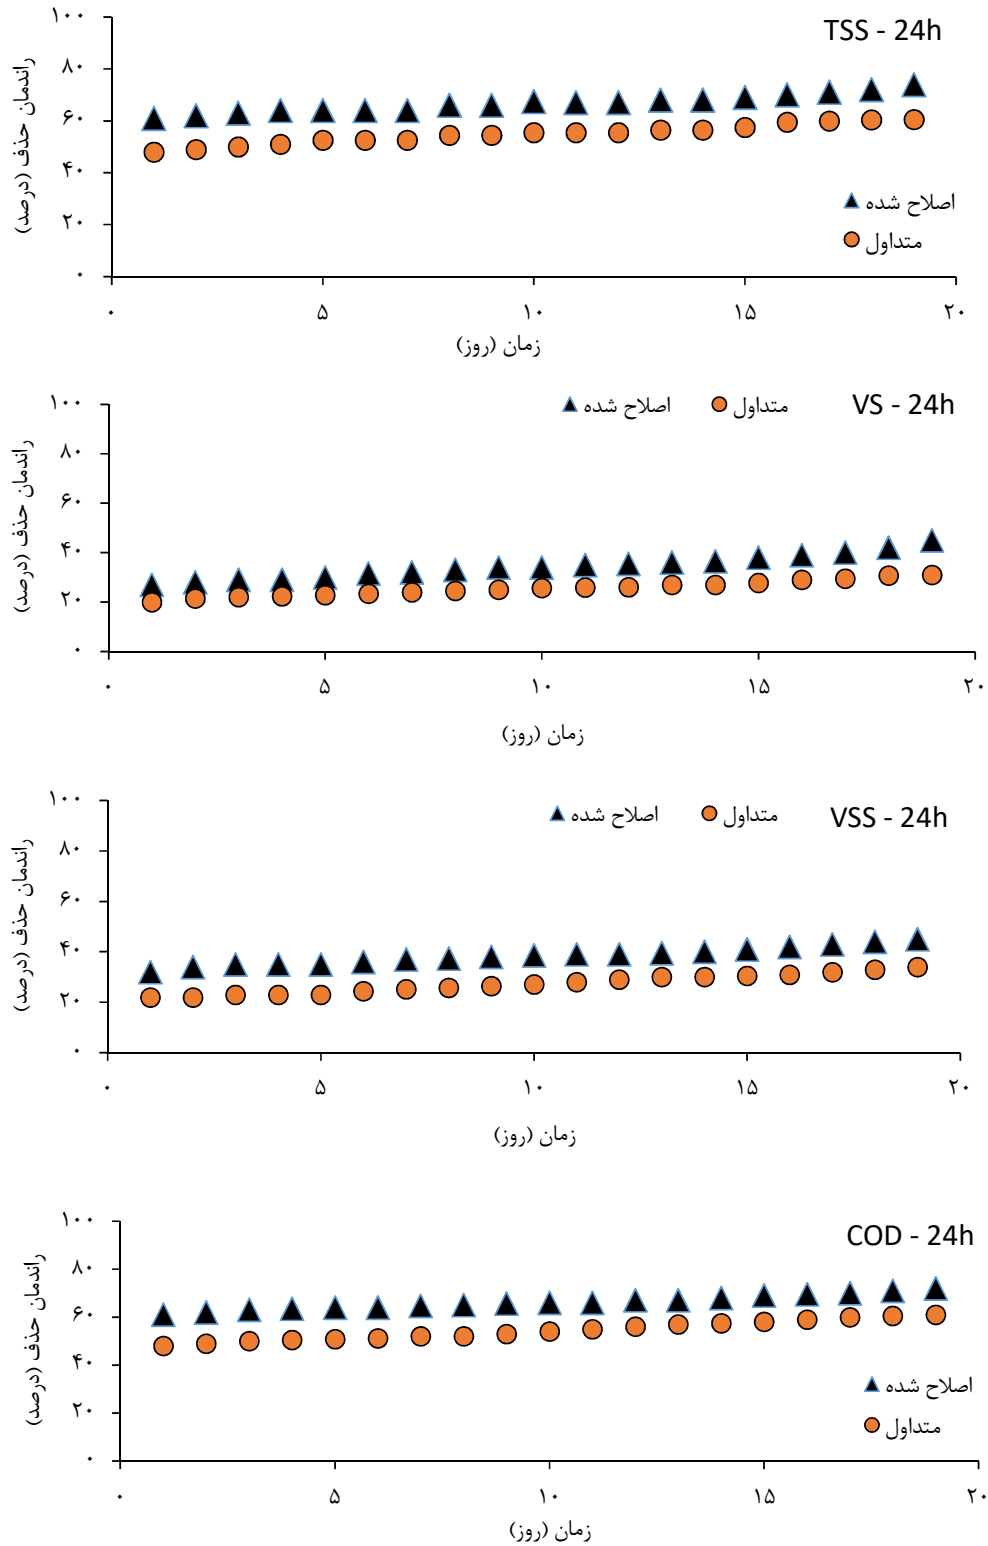 TSS - 24h
راندمان حذف (درصد)
۱۰۰
۸۰
۶۰
۴۰
۲۰
۰
اصلاح شده
متداول
۰ ۵ ۱۰ ۱۵ ۲۰
زمان (روز)
VS - 24h
اصلاح شده متداول
راندمان حذف (درصد)
۱۰۰
۸۰
۶۰
۴۰
۲۰
۰
۰ ۵ ۱۰ ۱۵ ۲۰
زمان (روز)
VSS - 24h
اصلاح شده متداول
راندمان حذف (درصد)
۱۰۰
۸۰
۶۰
۴۰
۲۰
۰
۰ ۵ ۱۰ ۱۵ ۲۰
زمان (روز)
COD - 24h
راندمان حذف (درصد)
۱۰۰
۸۰
۶۰
۴۰
۲۰
۰
اصلاح شده
متداول
۰ ۵ ۱۰ ۱۵ ۲۰
زمان (روز)